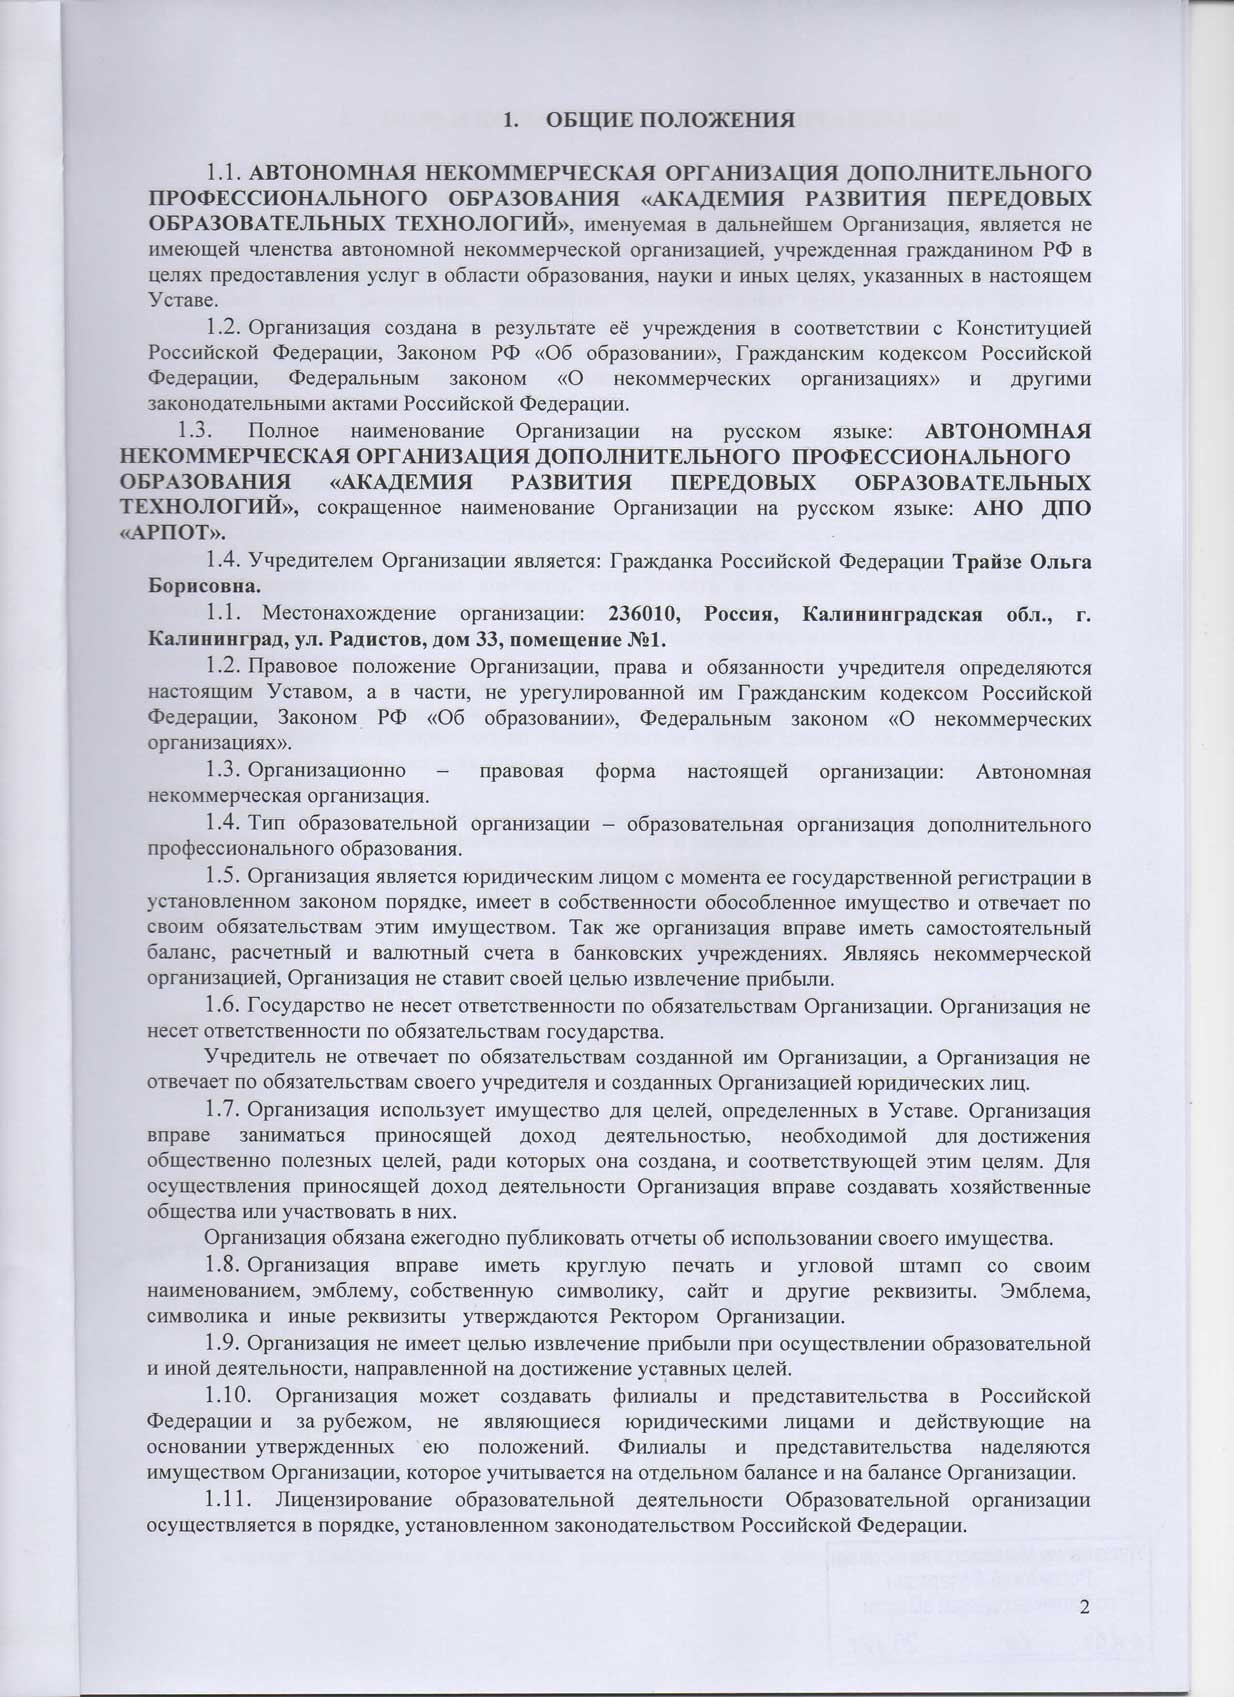 1. ОБЩИЕ ПОЛОЖЕНИЯ
1.1. АВТОНОМНАЯ НЕКОММЕРЧЕСКАЯ ОРГАНИЗАЦИЯ ДОПОЛНИТЕЛЬНОГО
ПРОФЕССИОНАЛЬНОГО ОБРАЗОВАНИЯ «АКАДЕМИЯ РАЗВИТИЯ ПЕРЕДОВЫХ
ОБРАЗОВАТЕЛЬНЫХ ТЕХНОЛОГИЙ», именуемая в дальнейшем Организация, является не
имеющей членства автономной некоммерческой организацией, учрежденная гражданином РФ в
целях предоставления услуг в области образования, науки и иных целях, указанных в настоящем
Уставе.
1.2. Организация создана в результате её учреждения в соответствии с Конституцией
Российской Федерации, Законом РФ «Об образовании», Гражданским кодексом Российской
Федерации, Федеральным законом «О некоммерческих организациях» и другими
законодательными актами Российской Федерации.
1.3. Полное наименование Организации на русском языке: АВТОНОМНАЯ
НЕКОММЕРЧЕСКАЯ ОРГАНИЗАЦИЯ ДОПОЛНИТЕЛЬНОГО ПРОФЕССИОНАЛЬНОГО
ОБРАЗОВАНИЯ «АКАДЕМИЯ РАЗВИТИЯ ПЕРЕДОВЫХ ОБРАЗОВАТЕЛЬНЫХ
ТЕХНОЛОГИЙ», сокращенное наименование Организации на русском языке: АНО ДПО
«АРПОТ».
1.4. Учредителем Организации является: Гражданка Российской Федерации Трайзе Ольга
Борисовна.
1.1. Местонахождение организации: 236010, Россия, Калининградская обл., г.
Калининград, ул. Радистов, дом 33, помещение №1.
1.2. Правовое положение Организации, права и обязанности учредителя определяются
настоящим Уставом, а в части, не урегулированной им Гражданским кодексом Российской
Федерации, Законом РФ «Об образовании», Федеральным законом «О некоммерческих
организациях».
1.3. Организационно – правовая форма настоящей организации: Автономная
некоммерческая организация.
1.4. Тип образовательной организации – образовательная организация дополнительного
профессионального образования.
1.5. Организация является юридическим лицом с момента ее государственной регистрации в
установленном законом порядке, имеет в собственности обособленное имущество и отвечает по
своим обязательствам этим имуществом. Так же организация вправе иметь самостоятельный
баланс, расчетный и валютный счета в банковских учреждениях. Являясь некоммерческой
организацией, Организация не ставит своей целью извлечение прибыли.
1.6. Государство не несет ответственности по обязательствам Организации. Организация не
несет ответственности по обязательствам государства.
Учредитель не отвечает по обязательствам созданной им Организации, а Организация не
отвечает по обязательствам своего учредителя и созданных Организацией юридических лиц.
1.7. Организация использует имущество для целей, определенных в Уставе. Организация
вправе заниматься приносящей доход деятельностью, необходимой для достижения
общественно полезных целей, ради которых она создана, и соответствующей этим целям. Для
осуществления приносящей доход деятельности Организация вправе создавать хозяйственные
общества или участвовать в них.
Организация обязана ежегодно публиковать отчеты об использовании своего имущества.
1.8. Организация вправе иметь круглую печать и угловой штамп со своим
наименованием, эмблему, собственную символику, сайт и другие реквизиты. Эмблема,
символика и иные реквизиты утверждаются Ректором Организации.
1.9. Организация не имеет целью извлечение прибыли при осуществлении образовательной
и иной деятельности, направленной на достижение уставных целей.
1.10. Организация может создавать филиалы и представительства в Российской
Федерации и за рубежом, не являющиеся юридическими лицами и действующие на
основании утвержденных ею положений. Филиалы и представительства наделяются
имуществом Организации, которое учитывается на отдельном балансе и на балансе Организации.
1.11. Лицензирование образовательной деятельности Образовательной организации
осуществляется в порядке, установленном законодательством Российской Федерации.
2